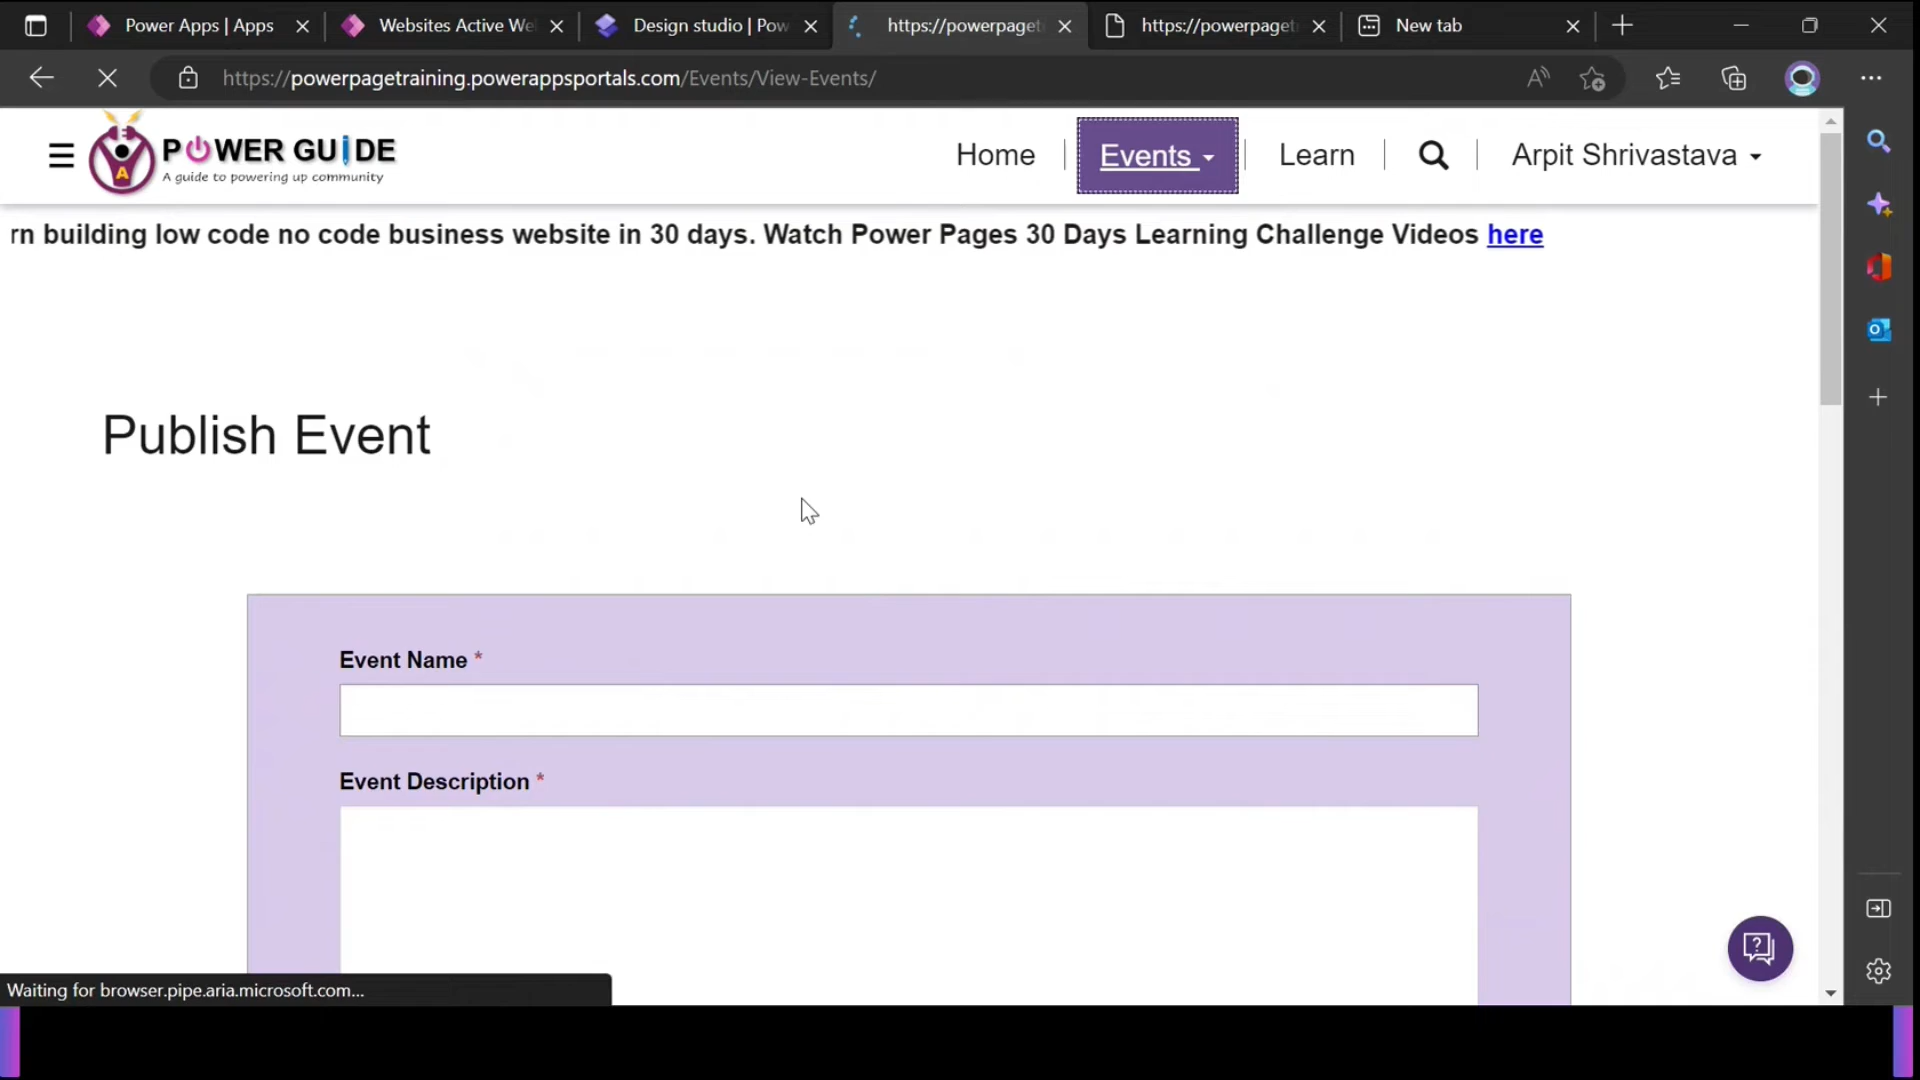 Power Apps | Apps
Websites Active We
Design studio | Pow
https://powerpaget
https://powerpaget
New tab
https://powerpagetraining.powerappsportals.com/Events/View-Events/
POWER GUIDE
A guide to powering up community
Home
Events
Learn
Arpit Shrivastava
rn building low code no code business website in 30 days. Watch Power Pages 30 Days Learning Challenge Videos here
Publish Event
Event Name *
Event Description *
Waiting for browser.pipe.aria.microsoft.com...